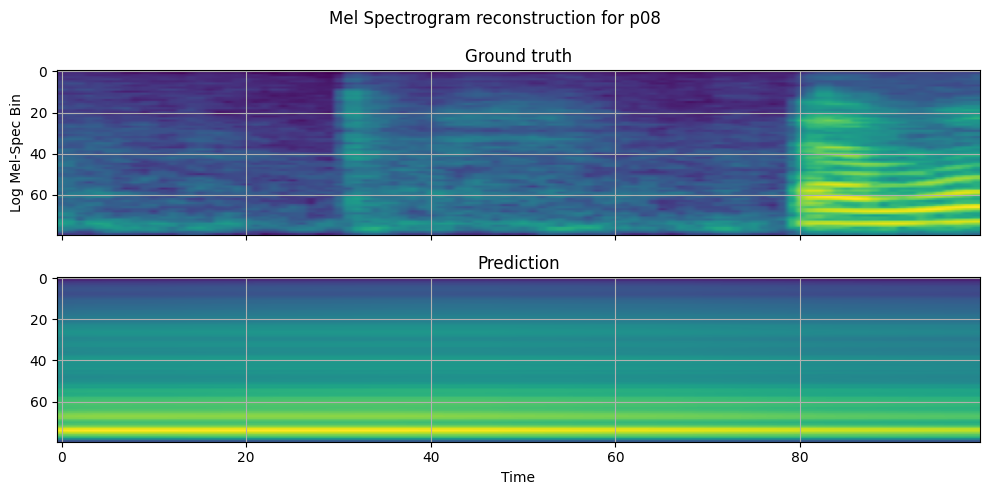 Mel Spectrogram reconstruction for p08
Ground truth
0
20
40
60
Log Mel-Spec Bin
Prediction
0
20
40
60
0 20 40 60 80
Time